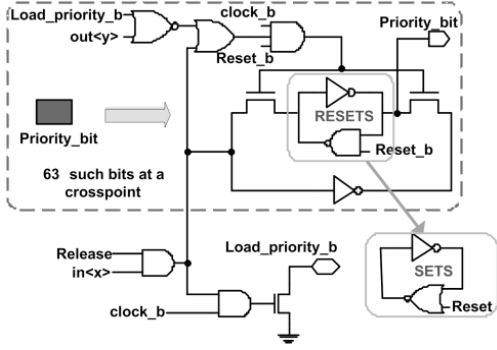 Load_priority_b
out<y>
clock_b
Reset_b
Priority_bit
RESETS
Reset_b
Priority_bit
63 such bits at a
crosspoint
Release
in<x>
clock_b
Load_priority_b
SETS
Reset